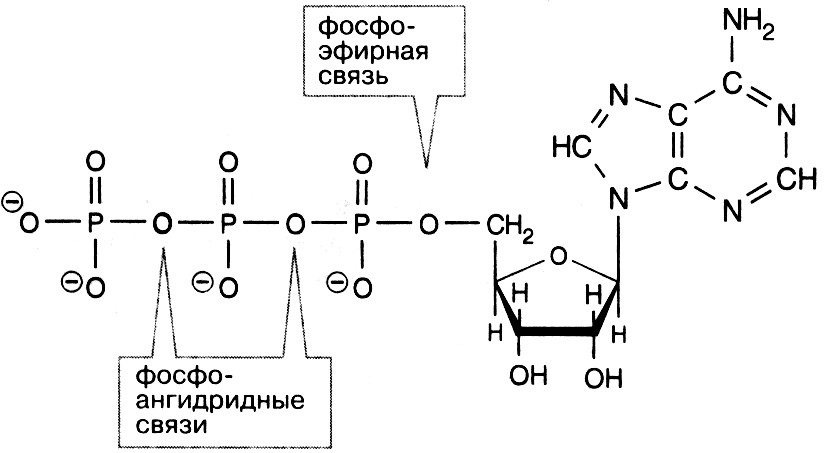 фосфо-
эфирная
связь
NH₂
N C N
HC C CH
N C N
O O O
⊖O P O P O P O CH₂
⊖O ⊖O ⊖O
O
H H H H
OH OH
фосфо-
ангидридные
связи